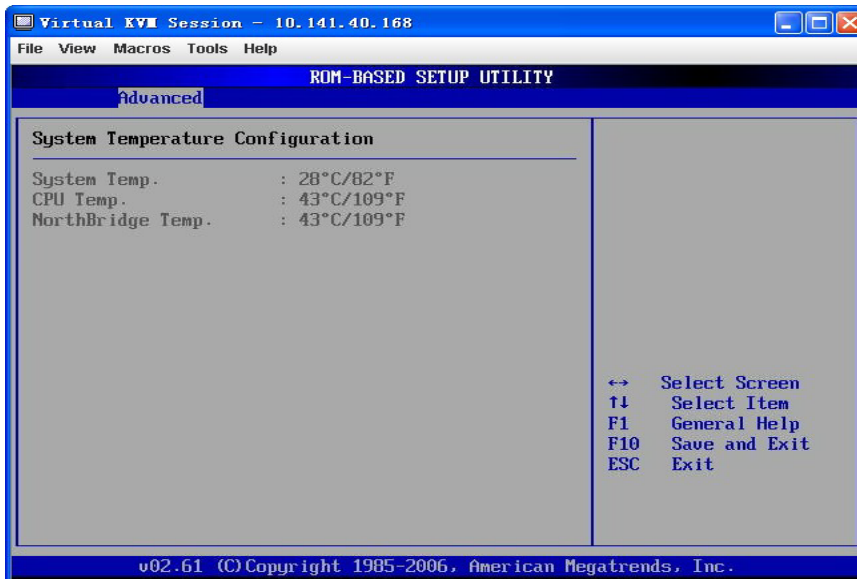 Virtual KVM Session - 10.141.40.168
File View Macros Tools Help
ROM-BASED SETUP UTILITY
Advanced
System Temperature Configuration
System Temp. : 28°C/82°F
CPU Temp. : 43°C/109°F
NorthBridge Temp. : 43°C/109°F
↔ Select Screen
↑↓ Select Item
F1 General Help
F10 Save and Exit
ESC Exit
v02.61 (C)Copyright 1985-2006, American Megatrends, Inc.